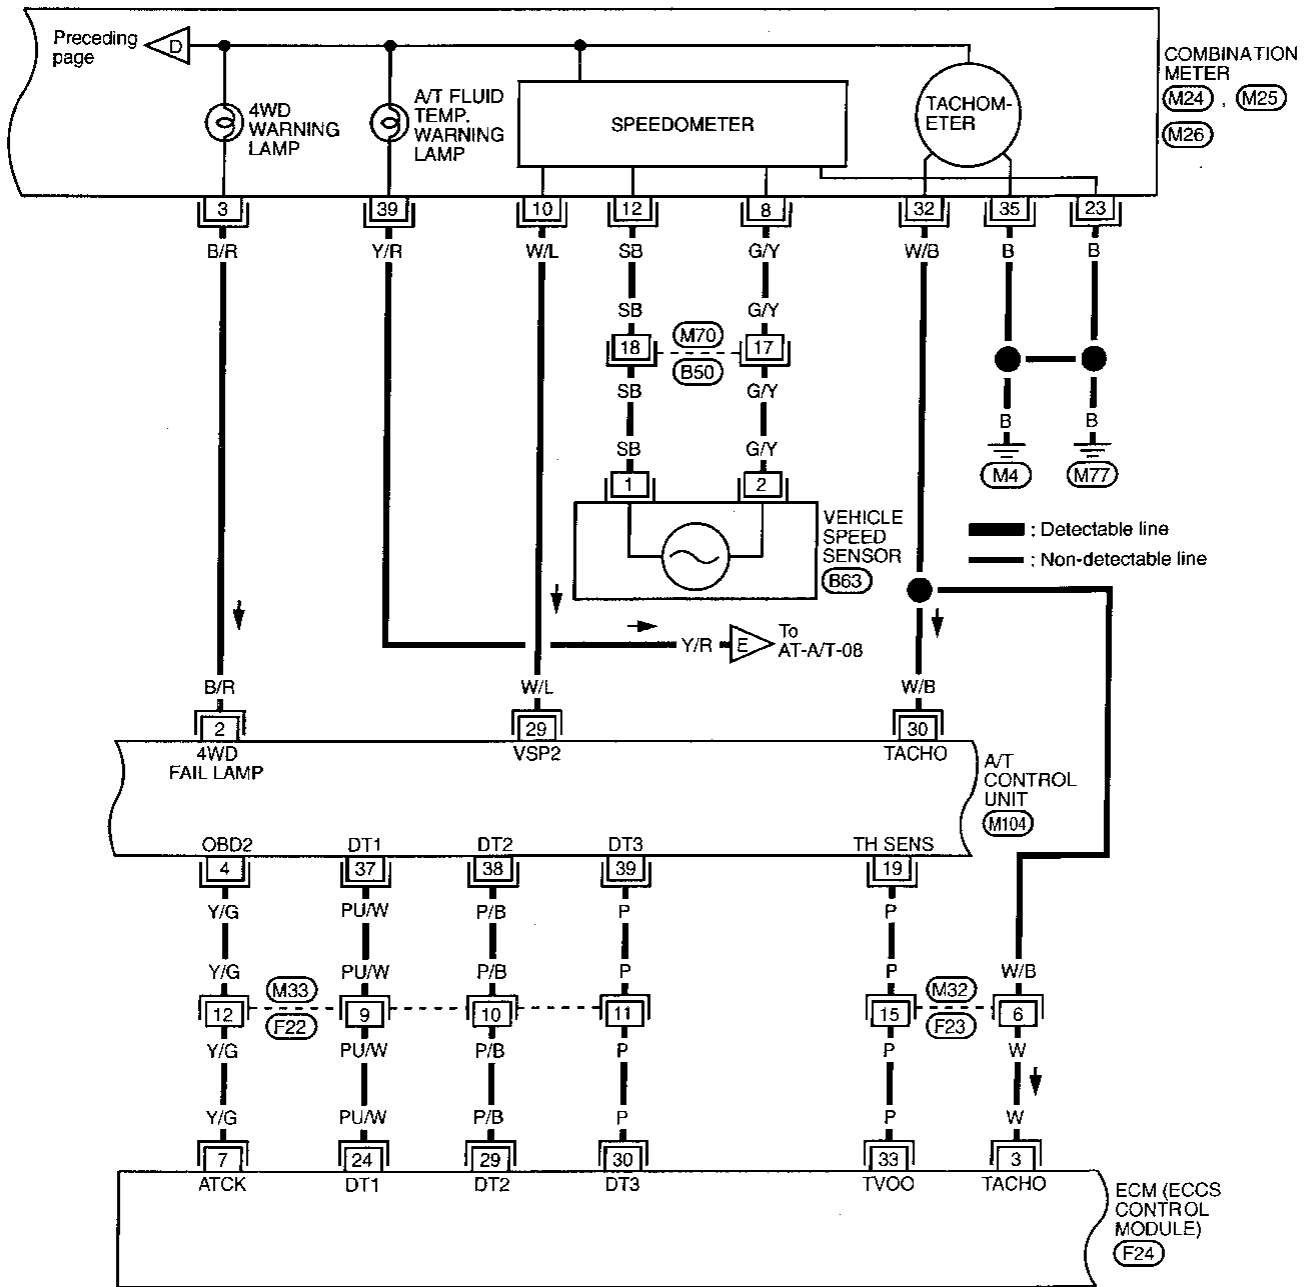 Preceding
page
D
4WD
WARNING
LAMP
A/T FLUID
TEMP.
WARNING
LAMP
SPEEDOMETER
TACHOM-
ETER
COMBINATION
METER
M24 , M25
M26
3 39 10 12 8 32 35 23
B/R Y/R W/L SB G/Y W/B B B
SB G/Y
18 M70 17
B50
SB G/Y
B B
SB G/Y
M4 M77
1 2
VEHICLE
SPEED
SENSOR
B63
: Detectable line
: Non-detectable line
Y/R E To
AT-A/T-08
B/R W/L W/B
2 29 30
4WD
FAIL LAMP
VSP2 TACHO
A/T
CONTROL
UNIT
M104
OBD2 DT1 DT2 DT3 TH SENS
4 37 38 39 19
Y/G PU/W P/B P P
Y/G PU/W P/B P P W/B
M33 M32
12 9 10 11 15 6
F22 F23
Y/G PU/W P/B P P W
Y/G PU/W P/B P P W
7 24 29 30 33 3
ATCK DT1 DT2 DT3 TVOO TACHO
ECM (ECCS
CONTROL
MODULE)
F24